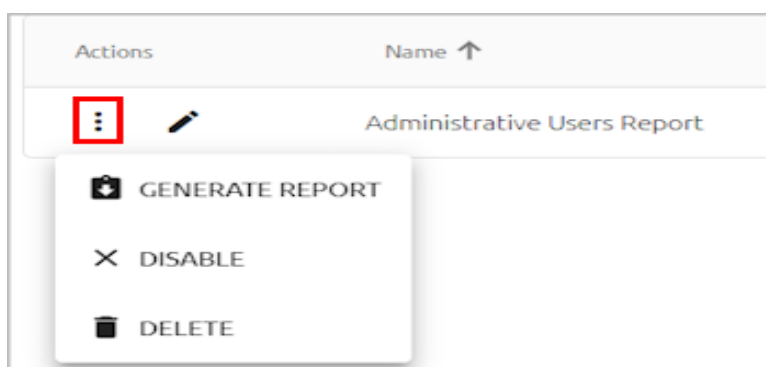 Actions Name
Administrative Users Report
GENERATE REPORT
DISABLE
DELETE